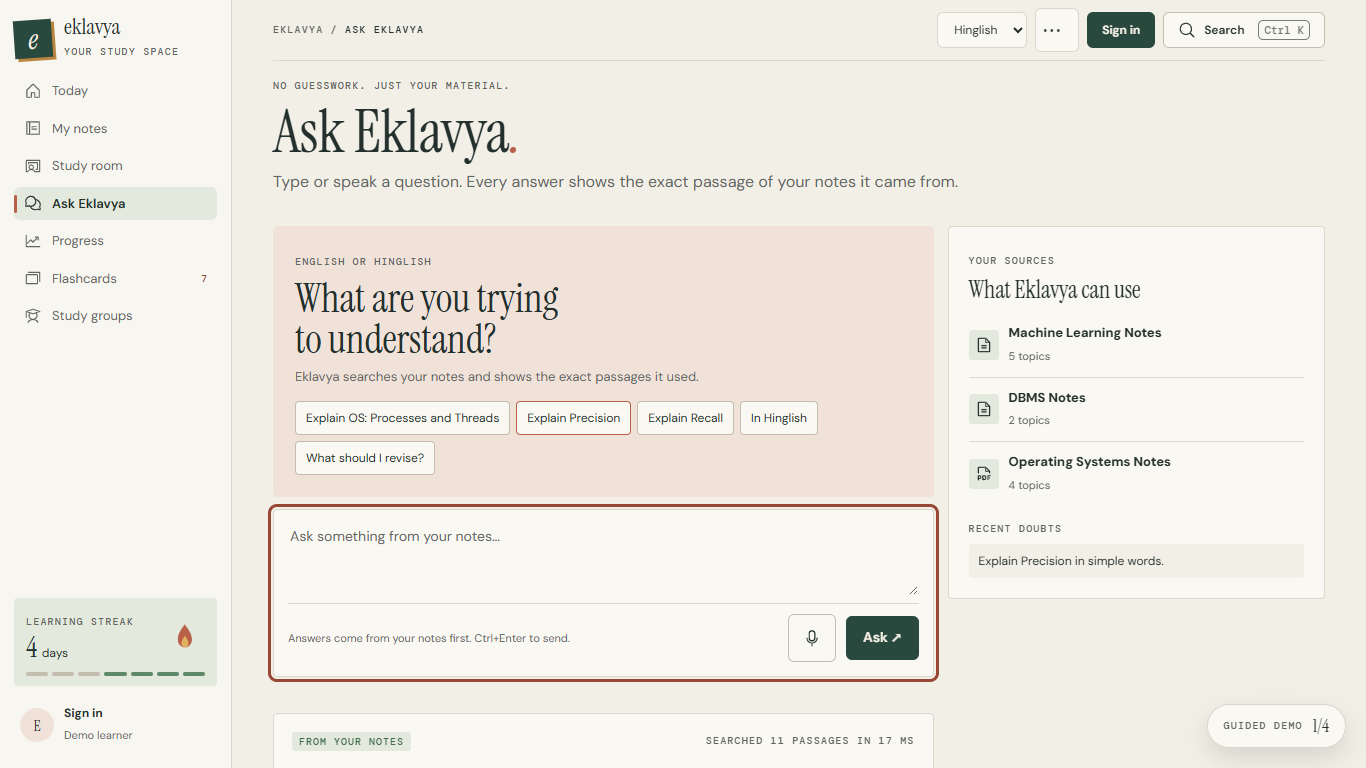 e
eklavya
YOUR STUDY SPACE
Today
My notes
Study room
Ask Eklavya
Progress
Flashcards 7
Study groups
LEARNING STREAK
4 days
E
Sign in
Demo learner
EKLAVYA / ASK EKLAVYA
Hinglish
...
Sign in
Search Ctrl K
NO GUESSWORK. JUST YOUR MATERIAL.
Ask Eklavya.
Type or speak a question. Every answer shows the exact passage of your notes it came from.
ENGLISH OR HINGLISH
What are you trying
to understand?
Eklavya searches your notes and shows the exact passages it used.
Explain OS: Processes and Threads Explain Precision Explain Recall In Hinglish
What should I revise?
Ask something from your notes...
Answers come from your notes first. Ctrl+Enter to send.
Ask ↗
FROM YOUR NOTES SEARCHED 11 PASSAGES IN 17 MS
YOUR SOURCES
What Eklavya can use
Machine Learning Notes
5 topics
DBMS Notes
2 topics
PDF
Operating Systems Notes
4 topics
RECENT DOUBTS
Explain Precision in simple words.
GUIDED DEMO 1/4